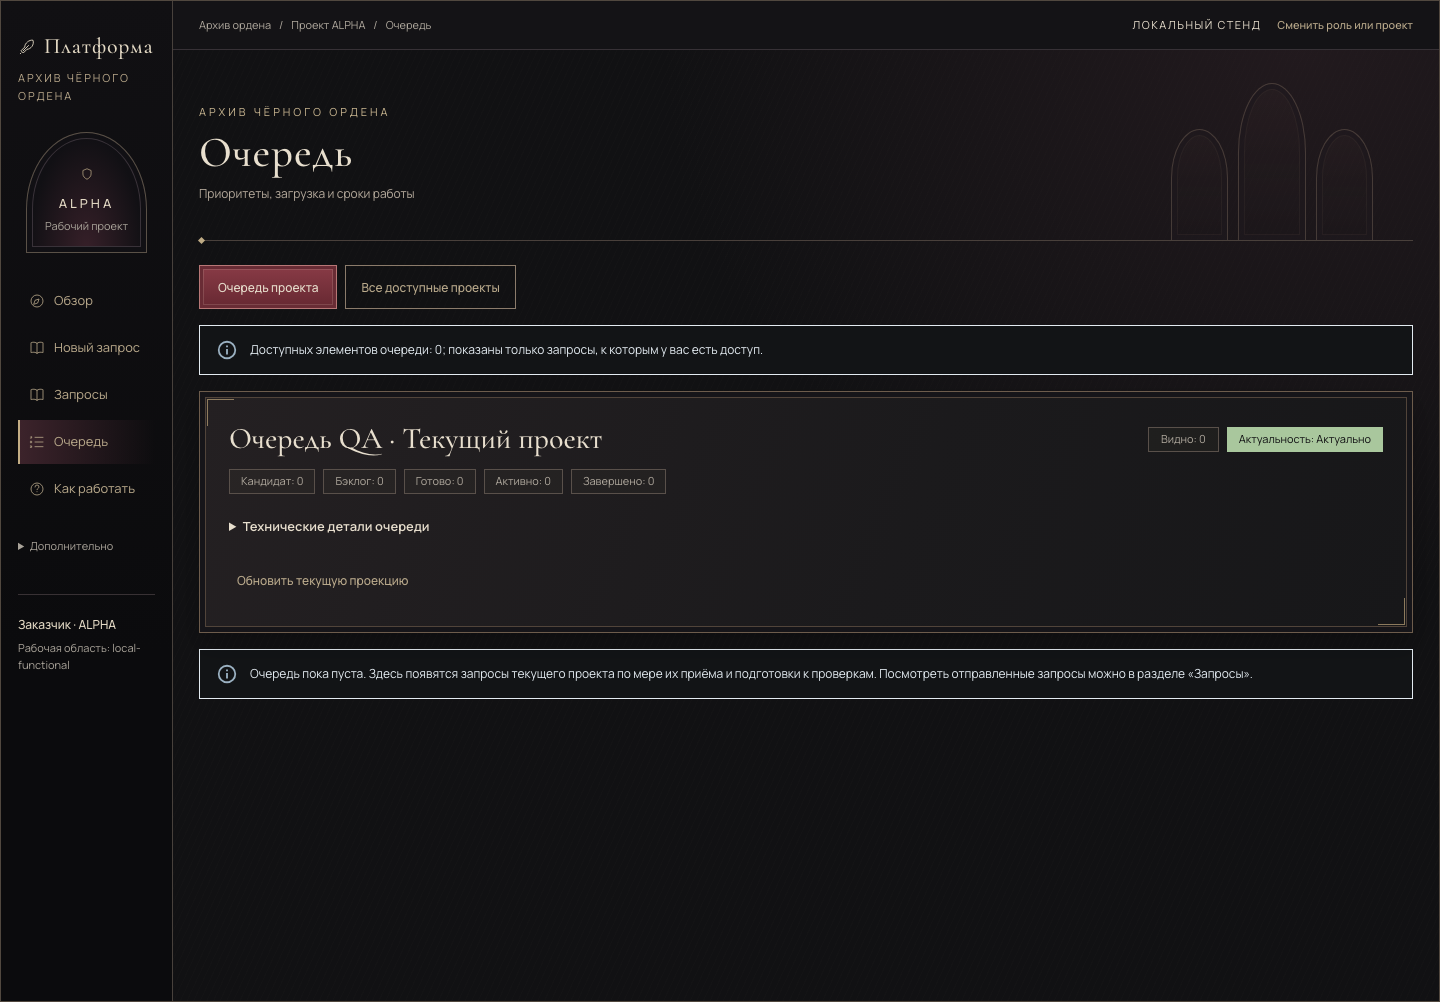 Платформа
АРХИВ ЧЁРНОГО
ОРДЕНА
ALPHA
Рабочий проект
Обзор
Новый запрос
Запросы
Очередь
Как работать
Дополнительно
Заказчик · ALPHA
Рабочая область: local-
functional
Архив ордена / Проект ALPHA / Очередь
ЛОКАЛЬНЫЙ СТЕНД Сменить роль или проект
АРХИВ ЧЁРНОГО ОРДЕНА
Очередь
Приоритеты, загрузка и сроки работы
Очередь проекта Все доступные проекты
Доступных элементов очереди: 0; показаны только запросы, к которым у вас есть доступ.
Очередь QA · Текущий проект
Видно: 0 Актуальность: Актуально
Кандидат: 0 Бэклог: 0 Готово: 0 Активно: 0 Завершено: 0
Технические детали очереди
Обновить текущую проекцию
Очередь пока пуста. Здесь появятся запросы текущего проекта по мере их приёма и подготовки к проверкам. Посмотреть отправленные запросы можно в разделе «Запросы».